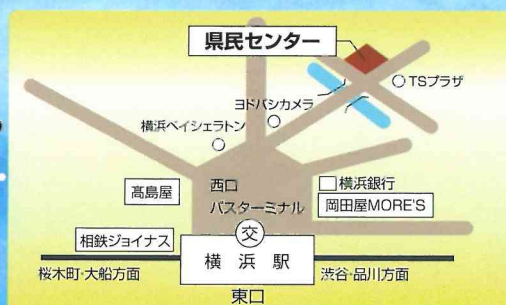 県民センター
TSプラザ
ヨドバシカメラ
横浜ベイシェラトン
髙島屋
西口
バスターミナル
横浜銀行
岡田屋MORE'S
相鉄ジョイナス
交
横浜駅
桜木町・大船方面
渋谷・品川方面
東口